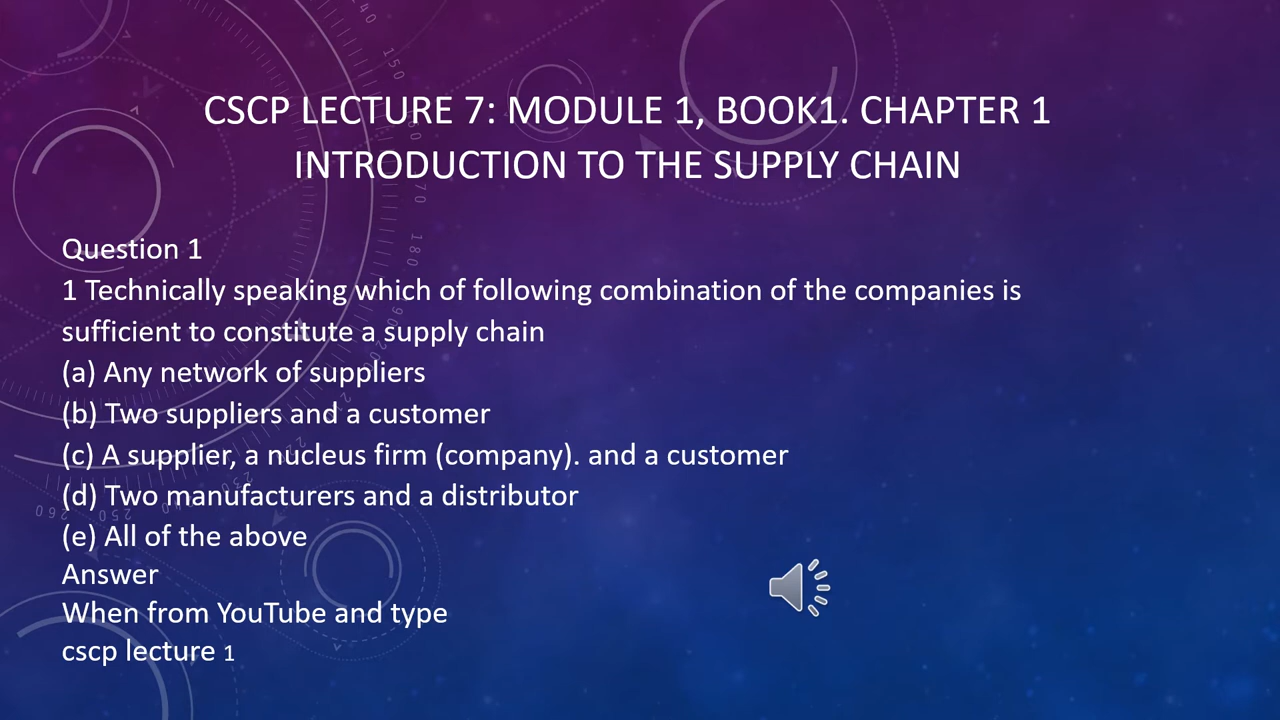 CSCP LECTURE 7: MODULE 1, BOOK1. CHAPTER 1
INTRODUCTION TO THE SUPPLY CHAIN
Question 1
1 Technically speaking which of following combination of the companies is
sufficient to constitute a supply chain
(a) Any network of suppliers
(b) Two suppliers and a customer
(c) A supplier, a nucleus firm (company). and a customer
(d) Two manufacturers and a distributor
(e) All of the above
Answer
When from YouTube and type
cscp lecture 1